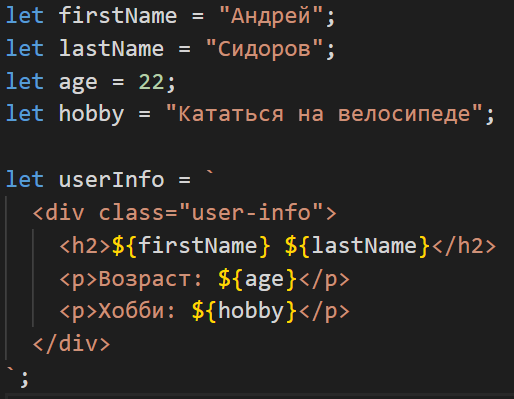 let firstName = "Андрей";
let lastName = "Сидоров";
let age = 22;
let hobby = "Кататься на велосипеде";
let userInfo = `
<div class="user-info">
<h2>${firstName} ${lastName}</h2>
<p>Возраст: ${age}</p>
<p>Хобби: ${hobby}</p>
</div>
`;